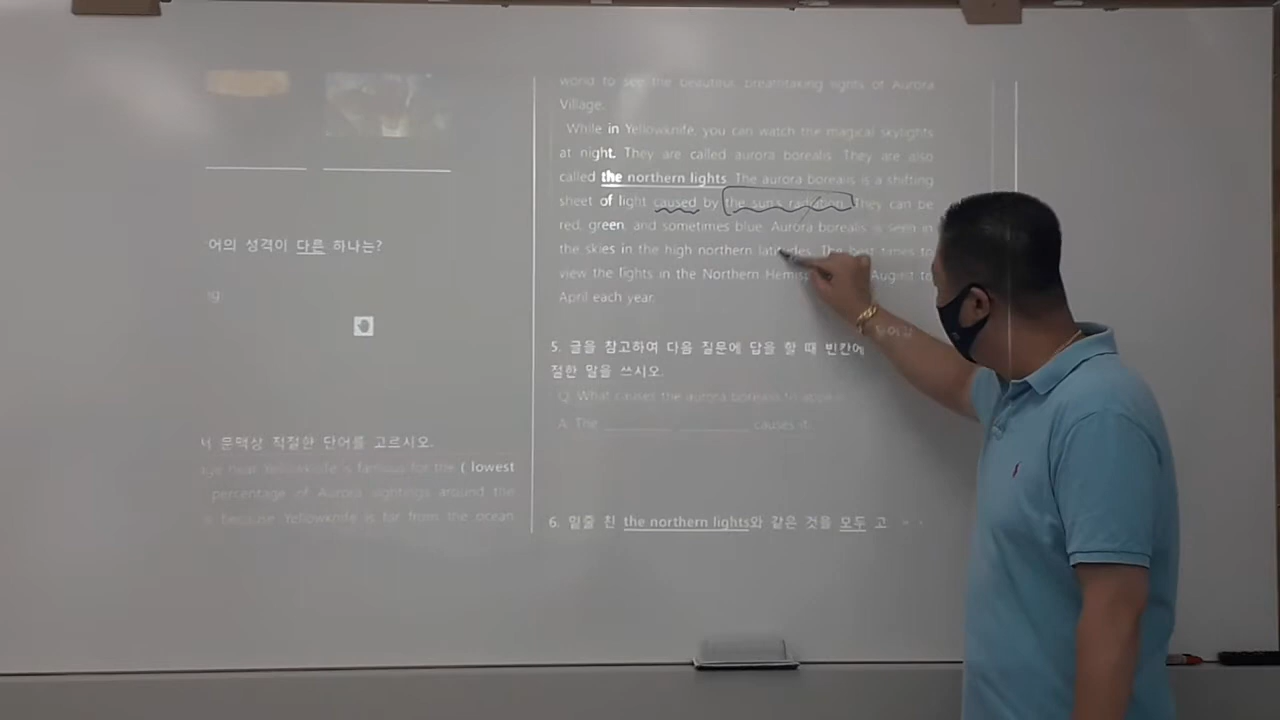 어의 성격이 다른 하나는?
서 문맥상 적절한 단어를 고르시오.
near Yellowknife is famous for the ( lowest
percentage of Aurora sightings around the
because Yellowknife is far from the ocean
world to see the beautiful, breathtaking lights of Aurora
Village.
While in Yellowknife, you can watch the magical skylights
at night. They are called aurora borealis. They are also
called the northern lights. The aurora borealis is a shifting
sheet of light caused by the sun's radiation. They can be
red, green, and sometimes blue. Aurora borealis is seen in
the skies in the high northern latitudes. The best times to
view the lights in the Northern Hemisp August to
April each year.
5. 글을 참고하여 다음 질문에 답을 할 때 빈칸에
절한 말을 쓰시오.
Q: What causes the aurora borealis to appear
A: The ________ ________ causes it.
6. 밑줄 친 the northern lights와 같은 것을 모두 고